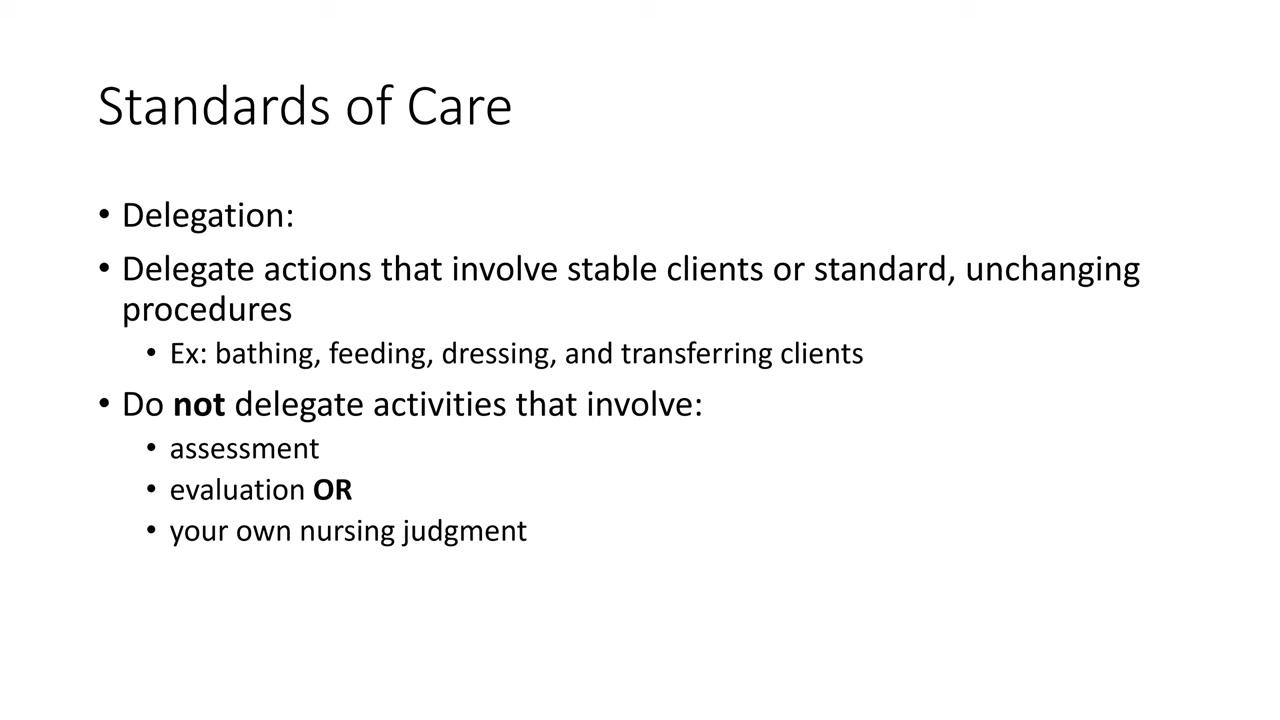 Standards of Care
• Delegation:
• Delegate actions that involve stable clients or standard, unchanging
procedures
• Ex: bathing, feeding, dressing, and transferring clients
• Do not delegate activities that involve:
• assessment
• evaluation OR
• your own nursing judgment